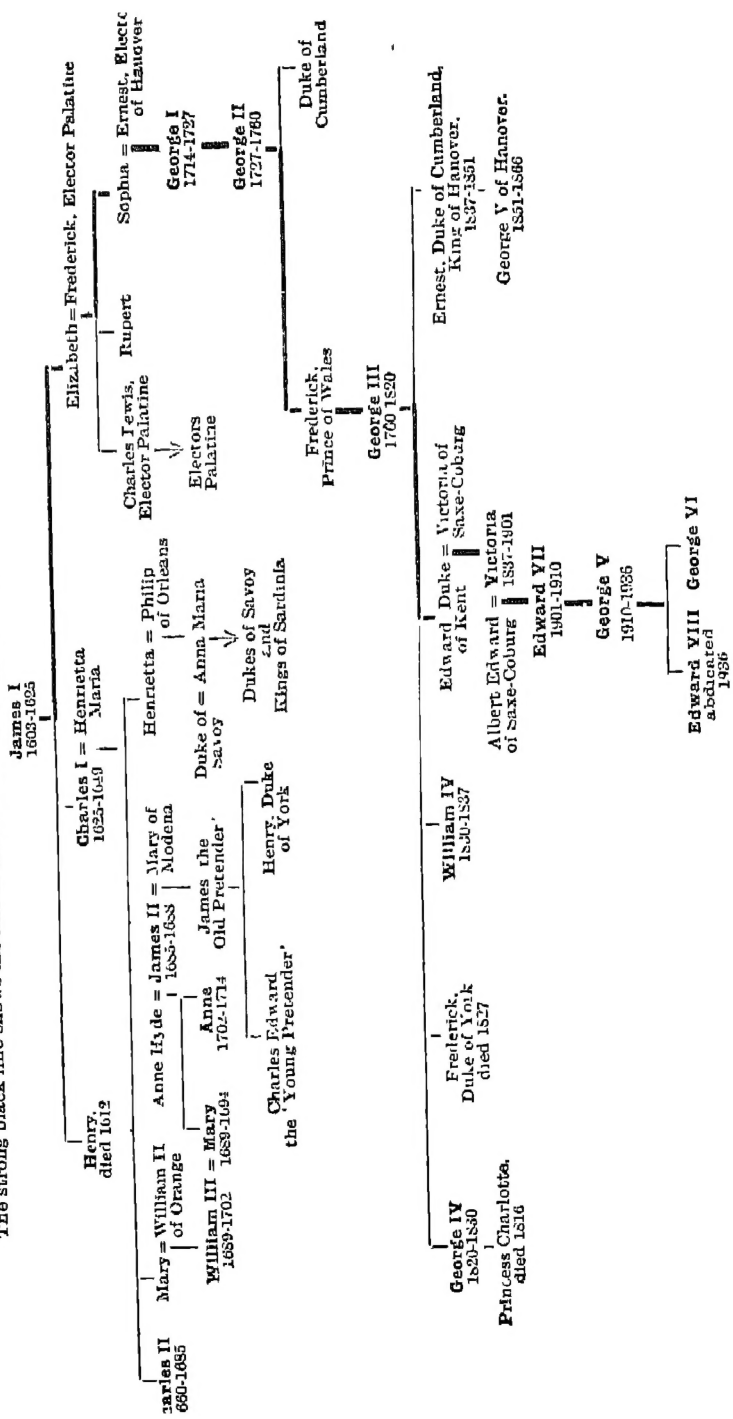 The strong black line shows
James I
1603-1625
Henry,
died 1612
Charles I = Henrietta
Maria
1625-1649
Elizabeth = Frederick, Elector Palatine
arles II
660-1685
Mary = William II
of Orange
Anne Hyde = James II = Mary of
Modena
1685-1688
Henrietta = Philip
of Orleans
Charles Lewis,
Elector Palatine
Rupert
Sophia = Ernest, Electo
of Hanover
William III = Mary
1689-1702 1689-1694
Anne
1702-1714
James the
Old Pretender'
Duke of = Anna Maria
Savoy
Electors
Palatine
George I
1714-1727
Charles Edward
the 'Young Pretender'
Henry, Duke
of York
Dukes of Savoy
and
Kings of Sardinia
George II
1727-1760
Frederick,
Prince of Wales
Duke of
Cumberland
George III
1760 1820
George IV
1820-1830
Frederick,
Duke of York
died 1827
William IV
1830-1837
Edward Duke = Victoria of
of Kent Saxe-Coburg
Ernest, Duke of Cumberland,
King of Hanover,
1837-1851
Princess Charlotta,
died 1816
Albert Edward = Victoria
of Saxe-Coburg 1837-1901
George V of Hanover.
1851-1866
Edward VII
1901-1910
George V
1910-1936
Edward VIII George VI
abdicated
1936